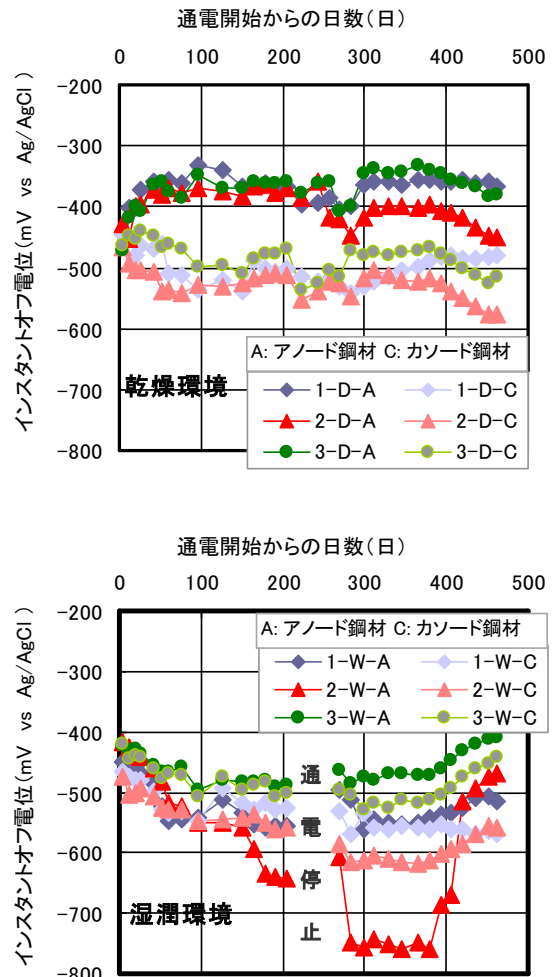 通電開始からの日数(日)
0 100 200 300 400 500
-200
-300
-400
-500
-600
-700
-800
インスタントオフ電位(mV vs Ag/AgCl)
A: アノード鋼材 C: カソード鋼材
1-D-A 1-D-C
2-D-A 2-D-C
3-D-A 3-D-C
乾燥環境
通電開始からの日数(日)
0 100 200 300 400 500
-200
-300
-400
-500
-600
-700
-800
インスタントオフ電位(mV vs Ag/AgCl)
A: アノード鋼材 C: カソード鋼材
1-W-A 1-W-C
2-W-A 2-W-C
3-W-A 3-W-C
通
電
停
止
湿潤環境